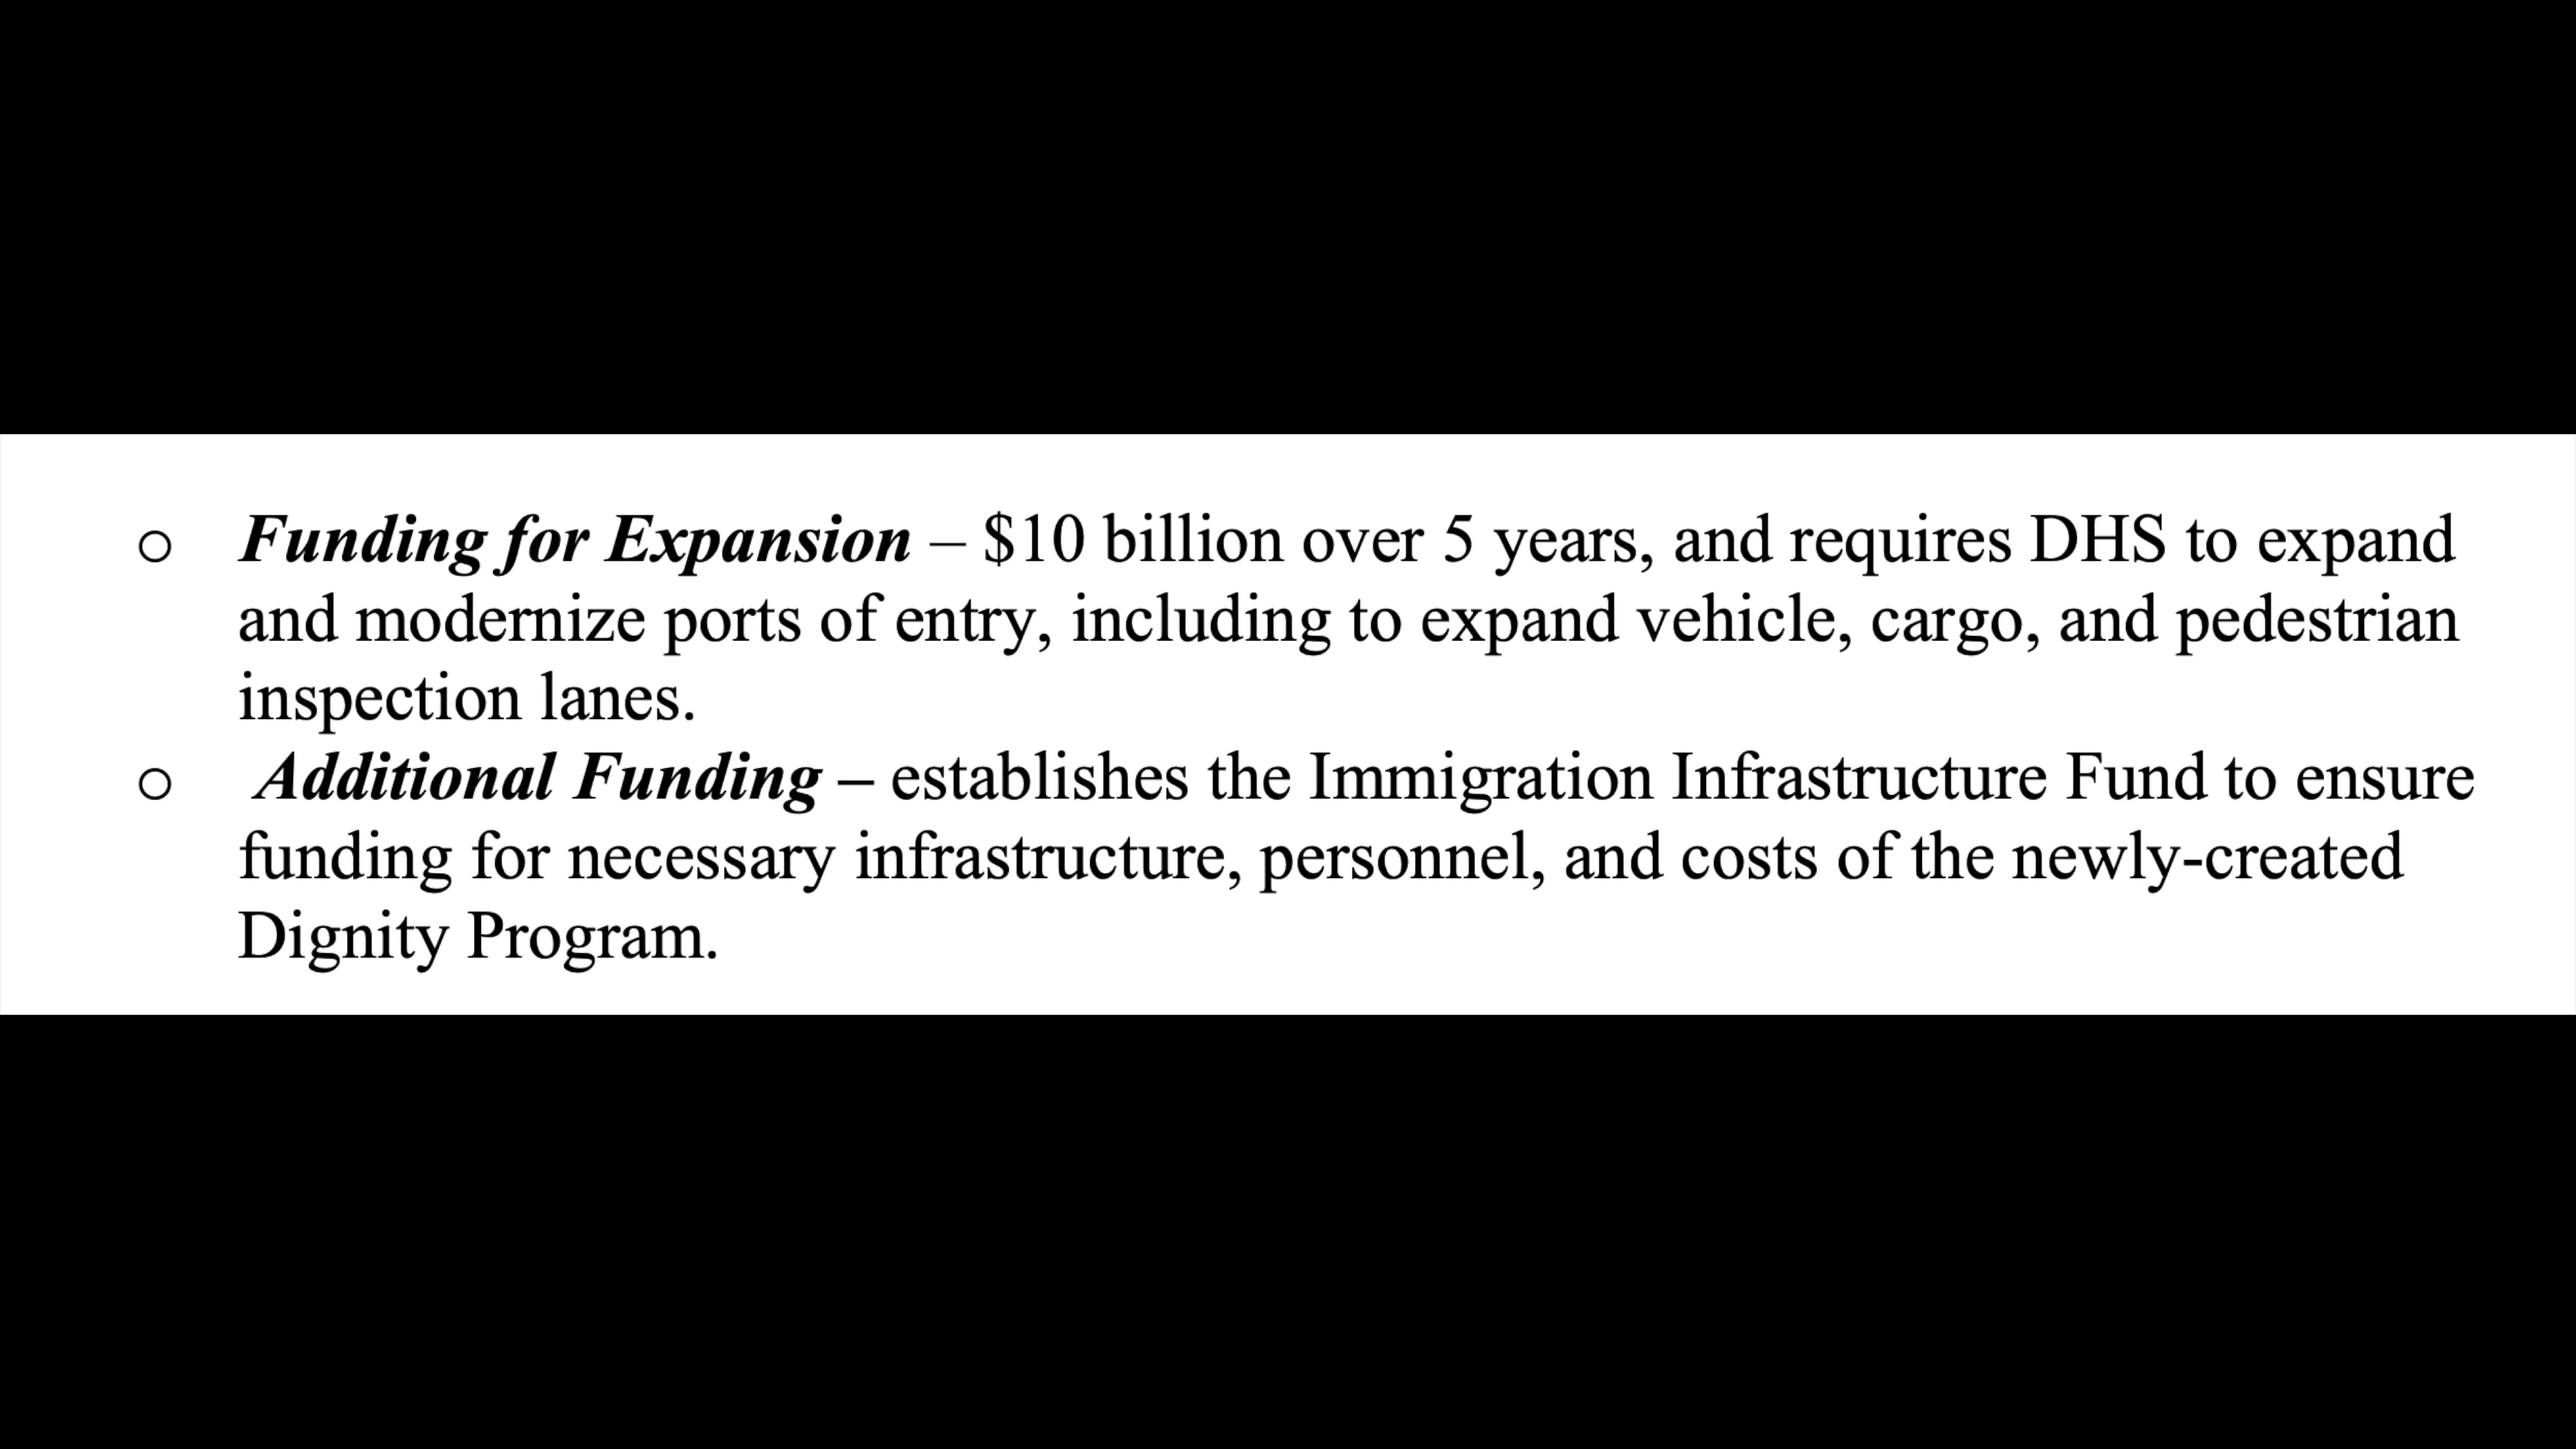 ○ Funding for Expansion – $10 billion over 5 years, and requires DHS to expand
and modernize ports of entry, including to expand vehicle, cargo, and pedestrian
inspection lanes.
○ Additional Funding – establishes the Immigration Infrastructure Fund to ensure
funding for necessary infrastructure, personnel, and costs of the newly-created
Dignity Program.